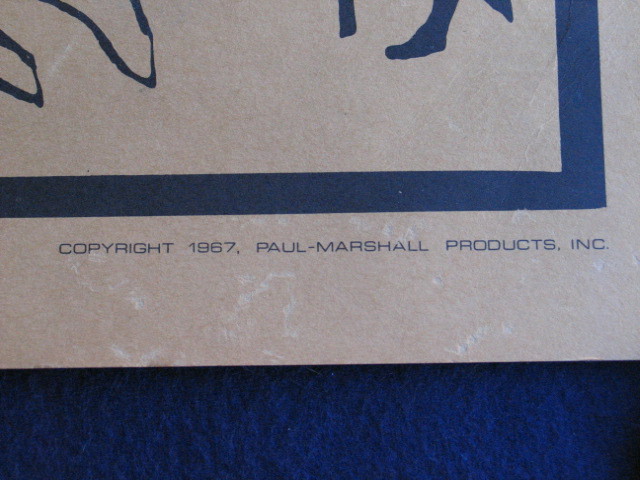 COPYRIGHT 1967, PAUL-MARSHALL PRODUCTS, INC.